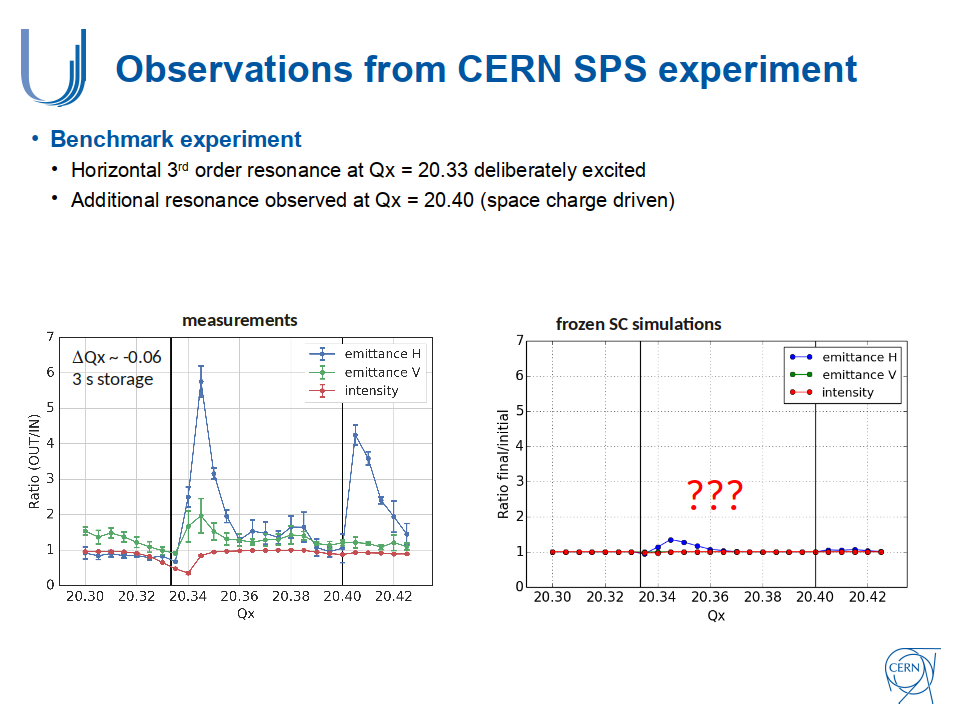 Observations from CERN SPS experiment
• Benchmark experiment
• Horizontal 3rd order resonance at Qx = 20.33 deliberately excited
• Additional resonance observed at Qx = 20.40 (space charge driven)
measurements
7
6
5
4
3
2
1
0
Ratio (OUT/IN)
ΔQx ~ -0.06
3 s storage
emittance H
emittance V
intensity
20.30 20.32 20.34 20.36 20.38 20.40 20.42
Qx
frozen SC simulations
7
6
5
4
3
2
1
0
Ratio final/initial
emittance H
emittance V
intensity
???
20.30 20.32 20.34 20.36 20.38 20.40 20.42
Qx
CERN